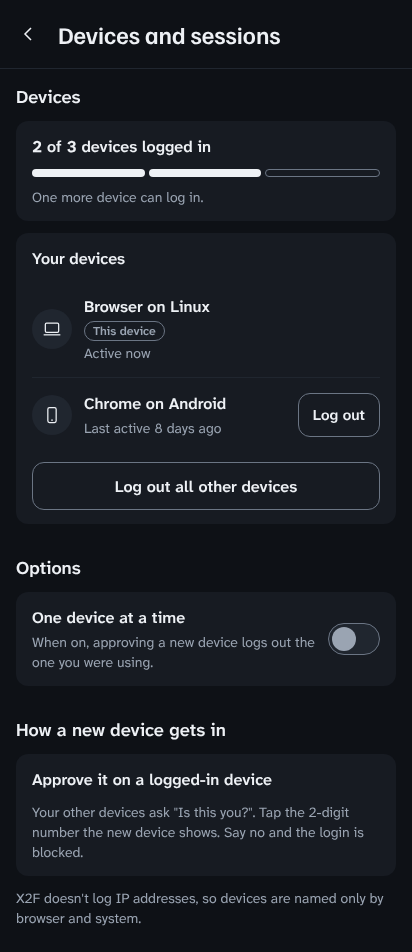 Devices and sessions
Devices
2 of 3 devices logged in
One more device can log in.
Your devices
Browser on Linux
This device
Active now
Chrome on Android
Last active 8 days ago
Log out
Log out all other devices
Options
One device at a time
When on, approving a new device logs out the
one you were using.
How a new device gets in
Approve it on a logged-in device
Your other devices ask "Is this you?". Tap the 2-digit
number the new device shows. Say no and the login is
blocked.
X2F doesn't log IP addresses, so devices are named only by
browser and system.